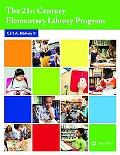 The 21st Century
Elementary Library Program
Carl A. Harvey II